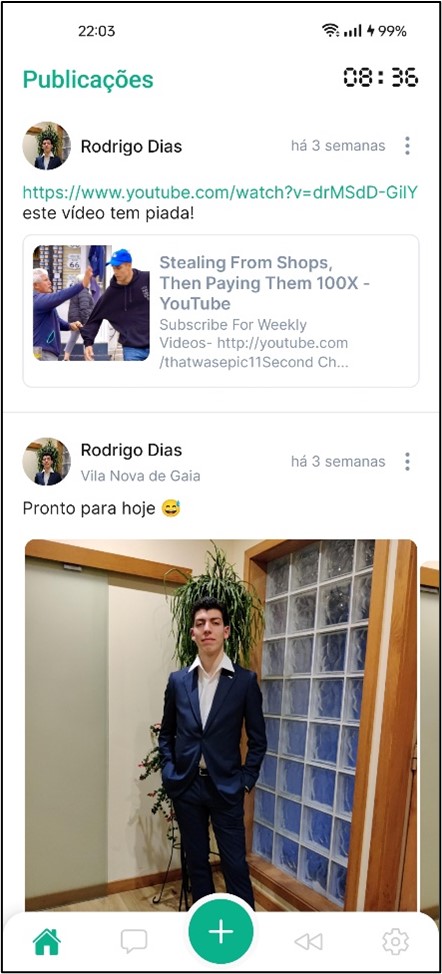 22:03
99%
Publicações
08:36
Rodrigo Dias
há 3 semanas
https://www.youtube.com/watch?v=drMSdD-GilY
este vídeo tem piada!
Stealing From Shops,
Then Paying Them 100X -
YouTube
Subscribe For Weekly
Videos- http://youtube.com
/thatwasepic11Second Ch...
66
Rodrigo Dias
há 3 semanas
Vila Nova de Gaia
Pronto para hoje 😅